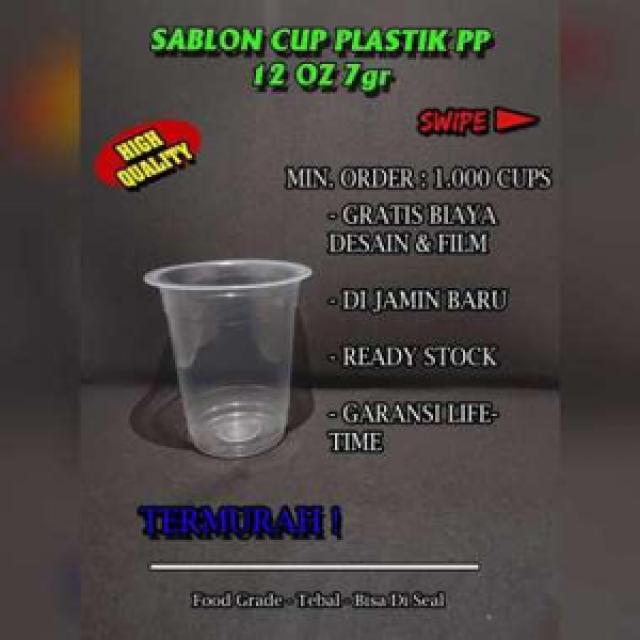 SABLON CUP PLASTIK PP
12 OZ 7gr
SWIPE
HIGH
QUALITY
MIN. ORDER : 1.000 CUPS
- GRATIS BIAYA
DESAIN & FILM
- DI JAMIN BARU
- READY STOCK
- GARANSI LIFE-
TIME
TERMURAH !
Food Grade - Tebal - Bisa Di Seal